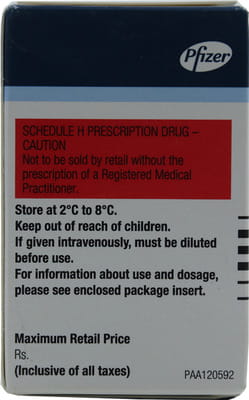 Pfizer
SCHEDULE H PRESCRIPTION DRUG –
CAUTION
Not to be sold by retail without the
prescription of a Registered Medical
Practitioner.
Store at 2°C to 8°C.
Keep out of reach of children.
If given intravenously, must be diluted
before use.
For information about use and dosage,
please see enclosed package insert.
Maximum Retail Price
Rs.
(Inclusive of all taxes)
PAA120592